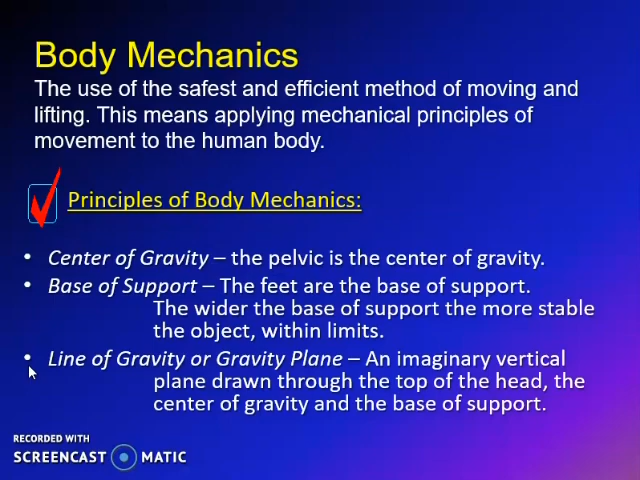 Body Mechanics
The use of the safest and efficient method of moving and
lifting. This means applying mechanical principles of
movement to the human body.
Principles of Body Mechanics:
• Center of Gravity – the pelvic is the center of gravity.
• Base of Support – The feet are the base of support.
The wider the base of support the more stable
the object, within limits.
• Line of Gravity or Gravity Plane – An imaginary vertical
plane drawn through the top of the head, the
center of gravity and the base of support.
RECORDED WITH
SCREENCAST MATIC